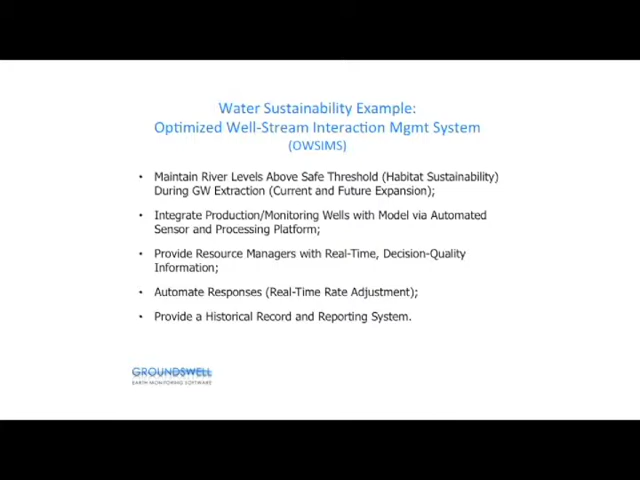 Water Sustainability Example:
Optimized Well-Stream Interaction Mgmt System
(OWSIMS)
• Maintain River Levels Above Safe Threshold (Habitat Sustainability)
During GW Extraction (Current and Future Expansion);
• Integrate Production/Monitoring Wells with Model via Automated
Sensor and Processing Platform;
• Provide Resource Managers with Real-Time, Decision-Quality
Information;
• Automate Responses (Real-Time Rate Adjustment);
• Provide a Historical Record and Reporting System.
GROUNDSWELL
EARTH MONITORING SOFTWARE